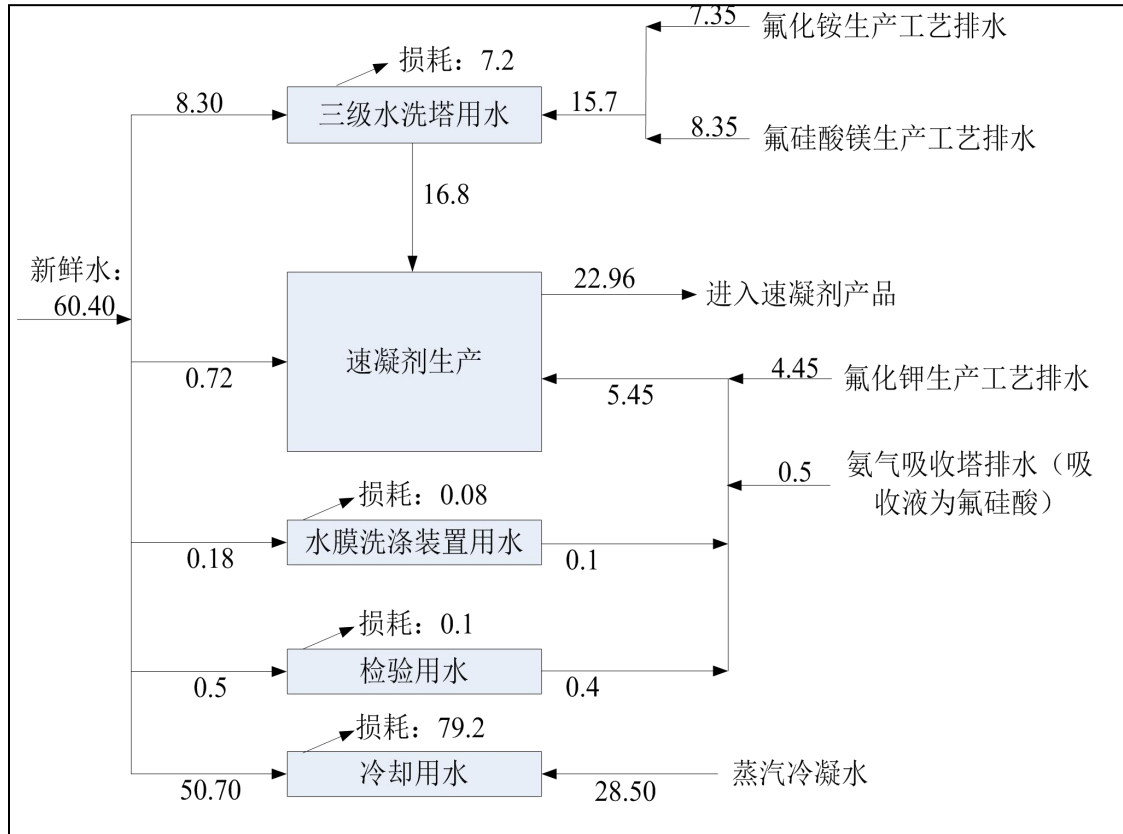 7.35
氟化铵生产工艺排水
损耗：7.2
8.30
三级水洗塔用水
15.7
8.35
氟硅酸镁生产工艺排水
16.8
新鲜水：
60.40
22.96
进入速凝剂产品
速凝剂生产
0.72
5.45
4.45
氟化钾生产工艺排水
0.5
氨气吸收塔排水（吸
收液为氟硅酸）
损耗：0.08
0.18
水膜洗涤装置用水
0.1
损耗：0.1
0.5
检验用水
0.4
损耗：79.2
50.70
冷却用水
28.50
蒸汽冷凝水